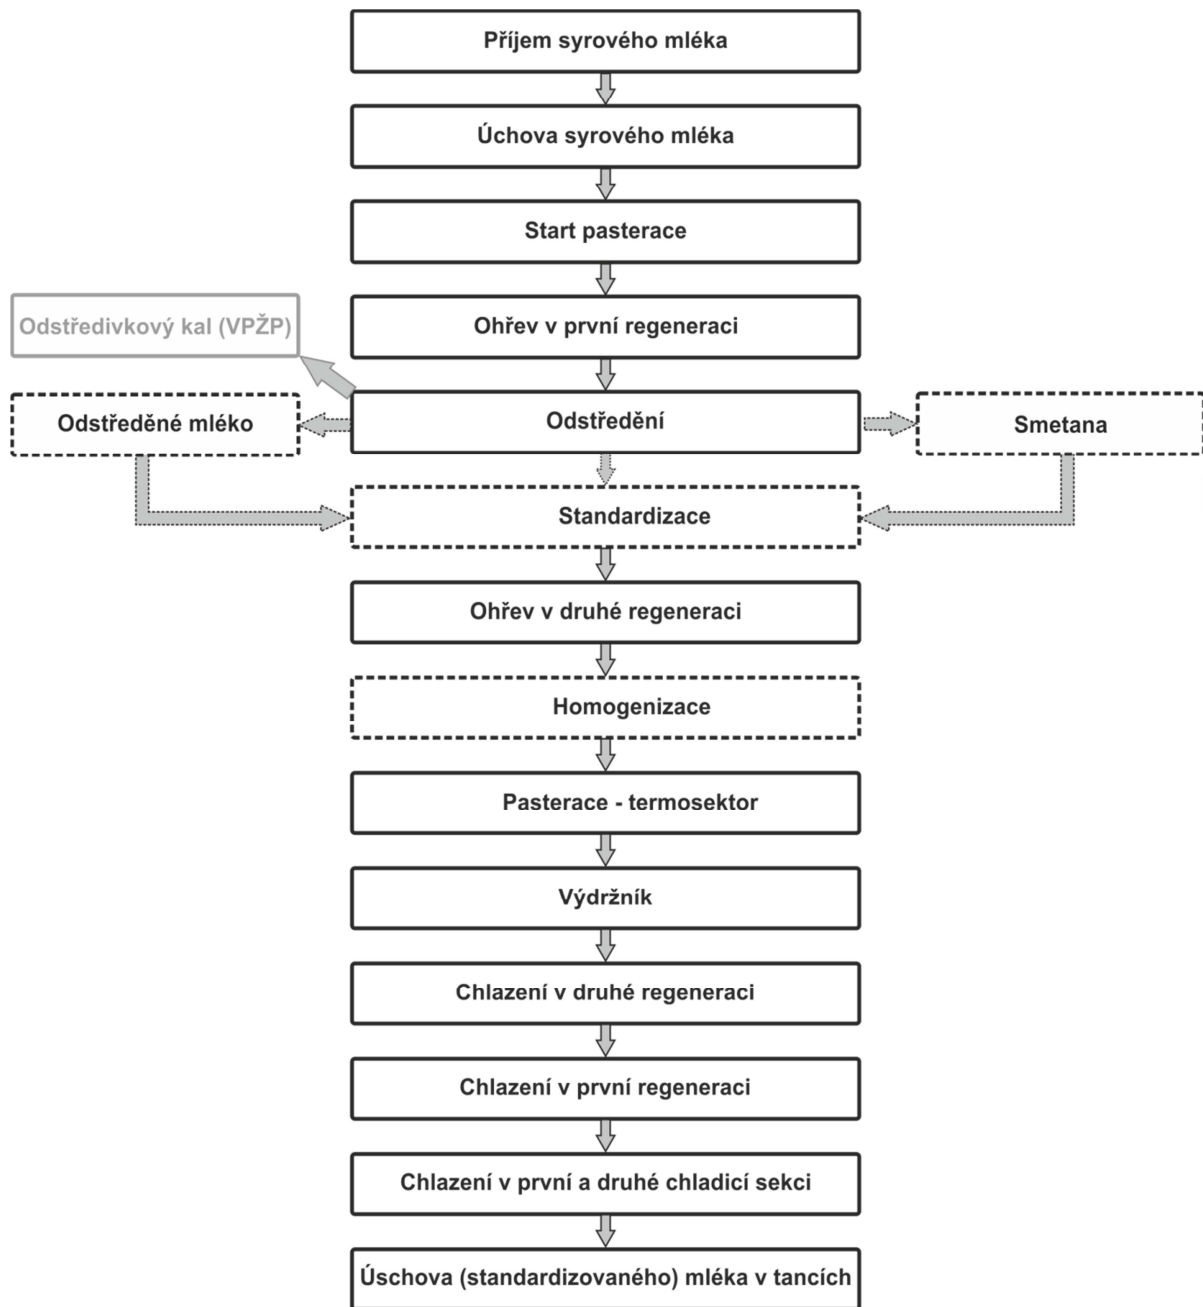 Příjem syrového mléka
Úchova syrového mléka
Start pasterace
Ohřev v první regeneraci
Odstředivkový kal (VPŽP)
Odstředění
Odstředěné mléko
Smetana
Standardizace
Ohřev v druhé regeneraci
Homogenizace
Pasterace - termosektor
Výdržník
Chlazení v druhé regeneraci
Chlazení v první regeneraci
Chlazení v první a druhé chladicí sekci
Úschova (standardizovaného) mléka v tancích